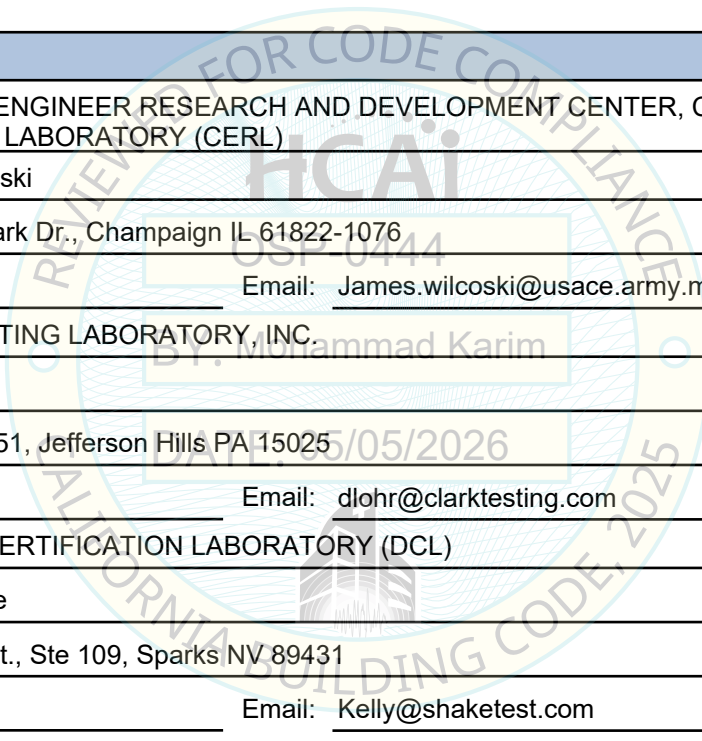 ENGINEER RESEARCH AND DEVELOPMENT CENTER,
LABORATORY (CERL)
ski
ark Dr., Champaign IL 61822-1076
Email: James.wilcoski@usace.army.m
TING LABORATORY, INC.
51, Jefferson Hills PA 15025
Email: dlohr@clarktesting.com
ERTIFICATION LABORATORY (DCL)
e
t., Ste 109, Sparks NV 89431
Email: Kelly@shaketest.com
REVIEWED FOR CODE COMPLIANCE
HCAi
OSP-0444
BY: Mohammad Karim
DATE: 05/05/2026
CALIFORNIA BUILDING CODE, 2025